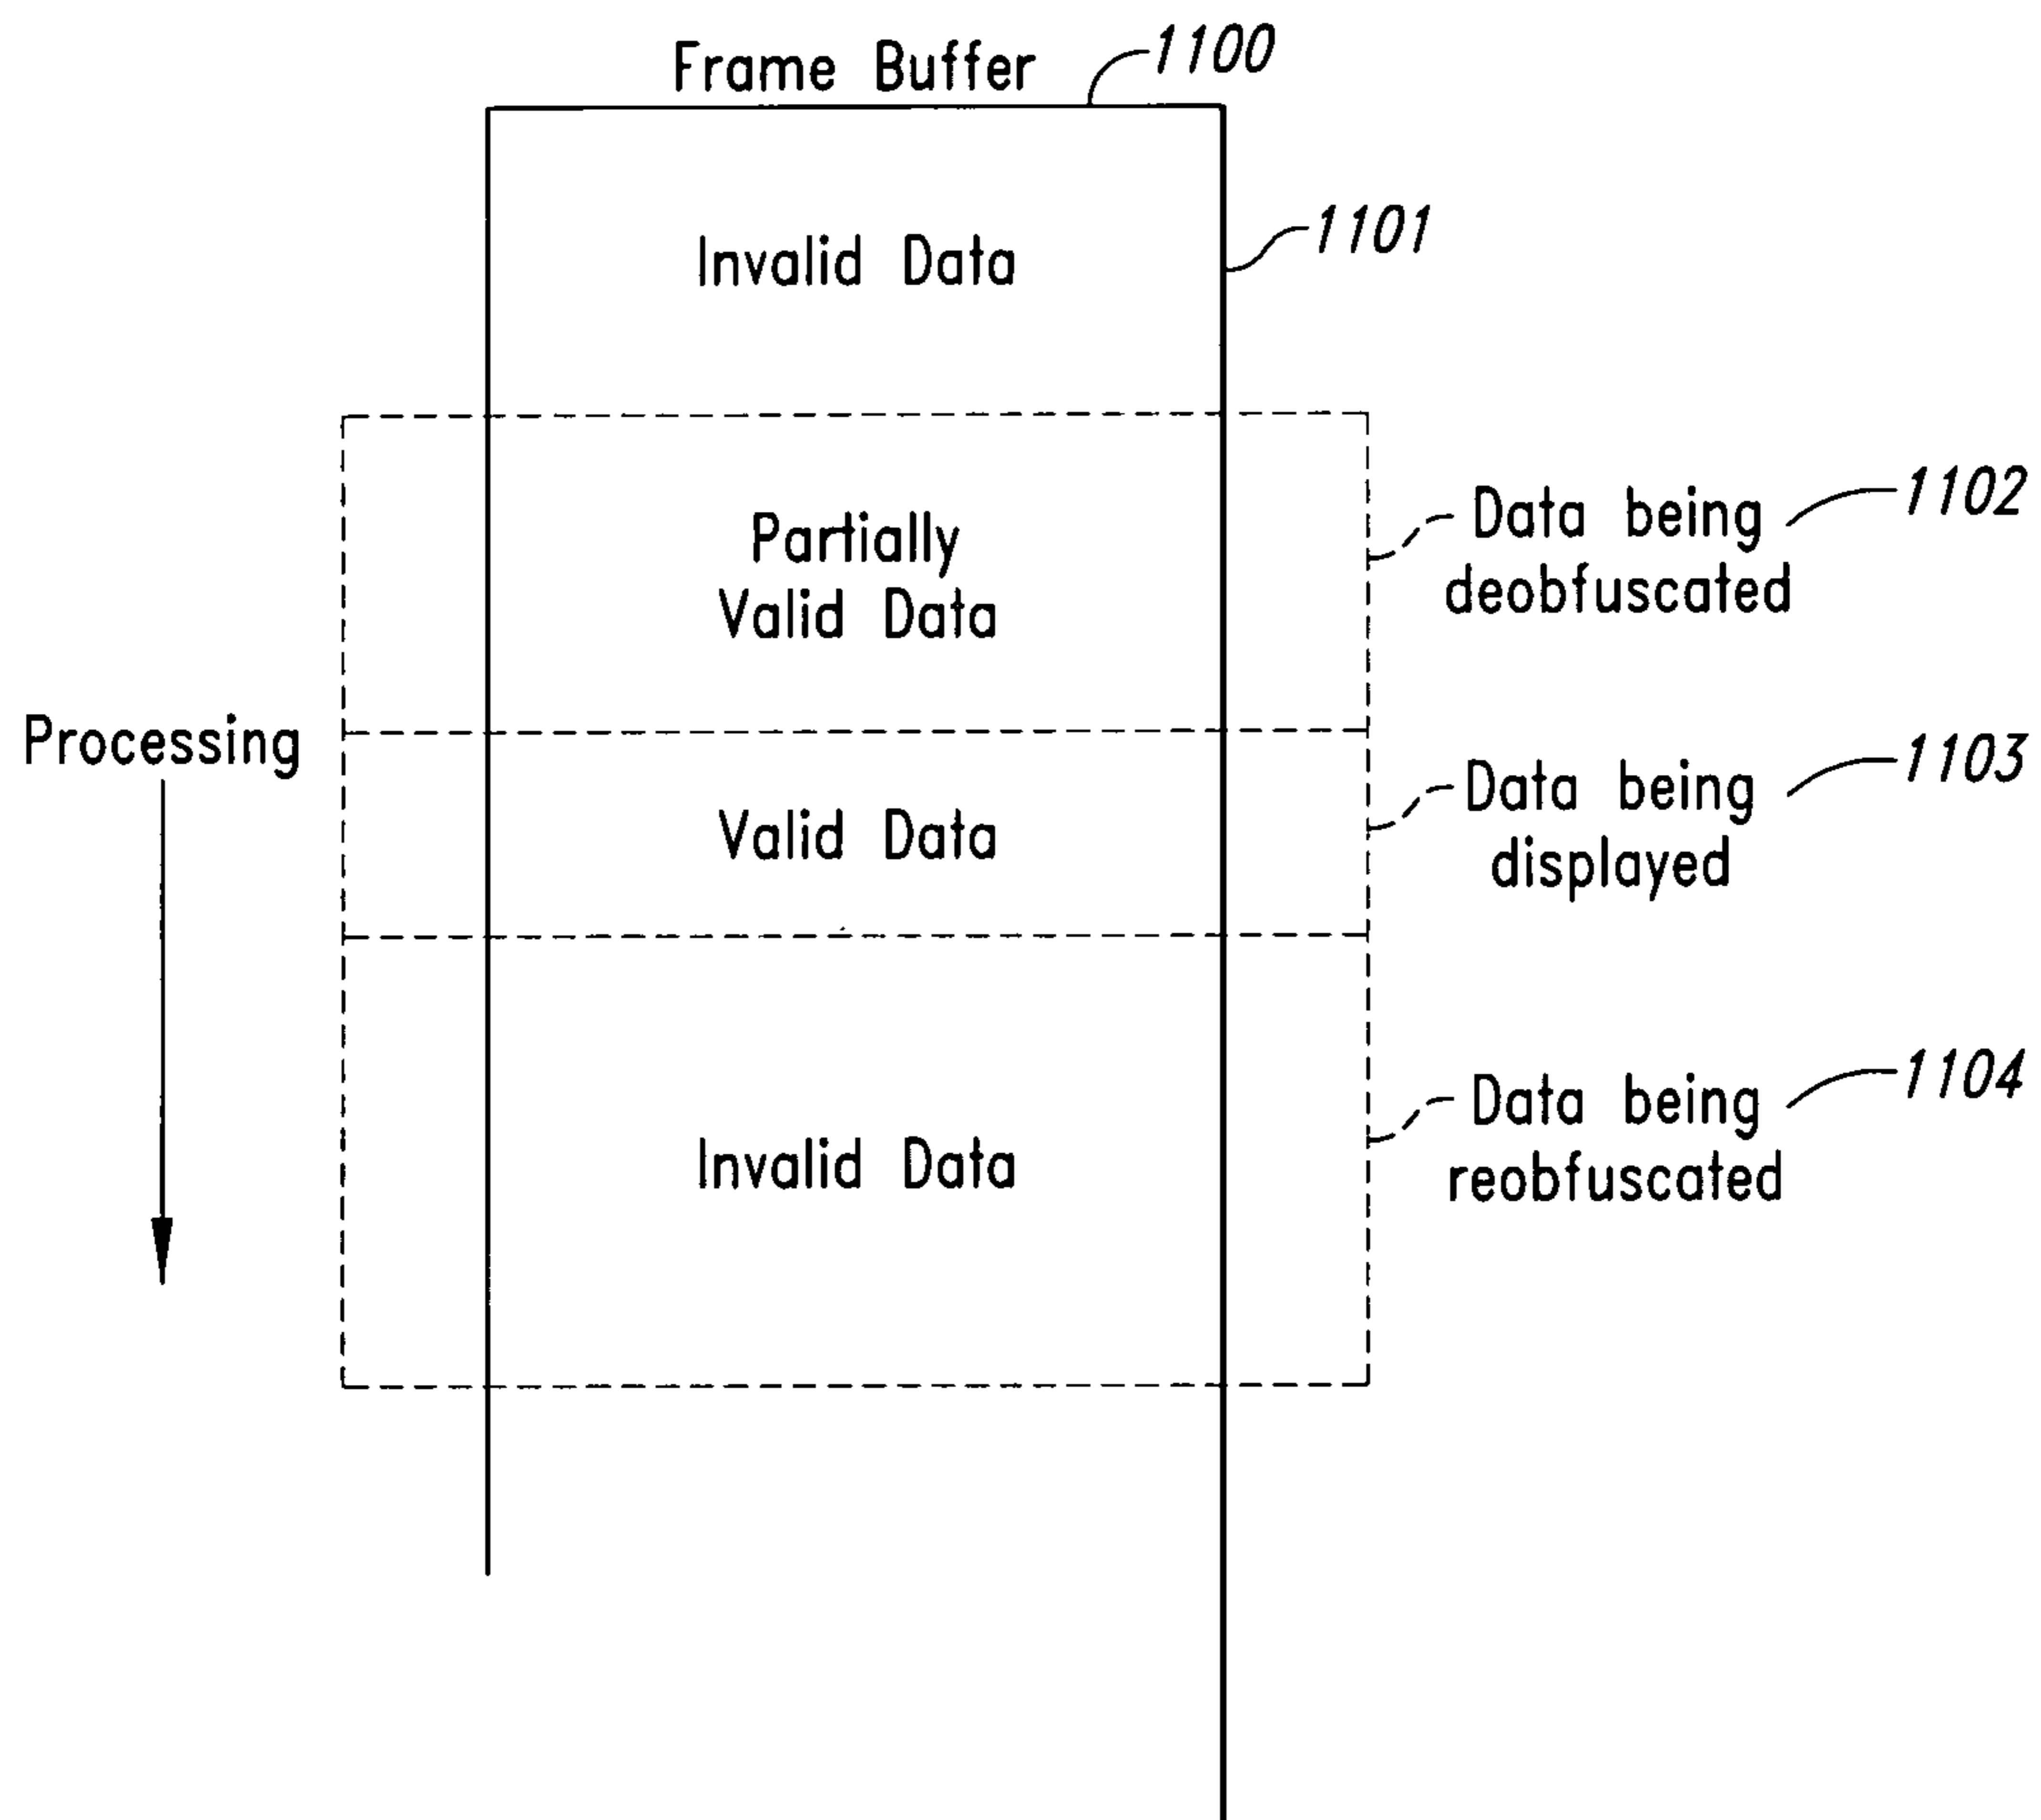 Frame Buffer
1100
Invalid Data
1101
Partially
Valid Data
Data being
deobfuscated
1102
Processing
Valid Data
Data being
displayed
1103
Invalid Data
Data being
reobfuscated
1104